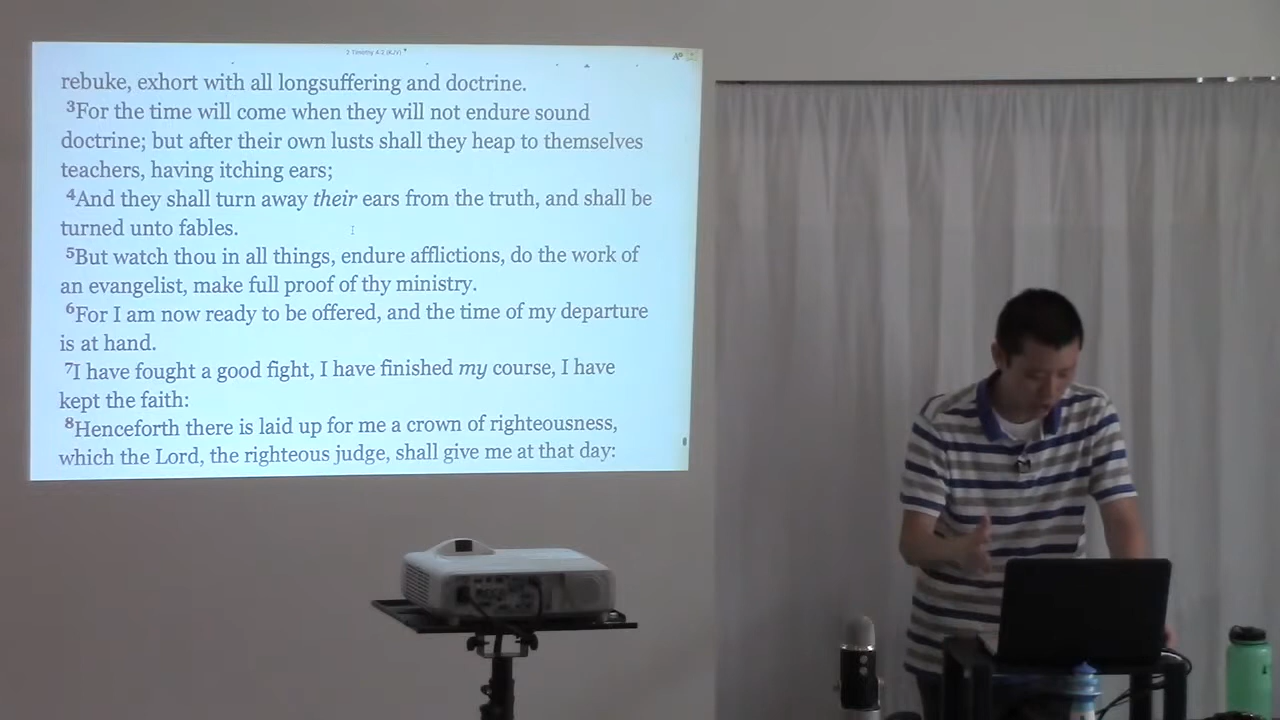 2 Timothy 4:2 (KJV)
rebuke, exhort with all longsuffering and doctrine.
3For the time will come when they will not endure sound
doctrine; but after their own lusts shall they heap to themselves
teachers, having itching ears;
4And they shall turn away their ears from the truth, and shall be
turned unto fables.
5But watch thou in all things, endure afflictions, do the work of
an evangelist, make full proof of thy ministry.
6For I am now ready to be offered, and the time of my departure
is at hand.
7I have fought a good fight, I have finished my course, I have
kept the faith:
8Henceforth there is laid up for me a crown of righteousness,
which the Lord, the righteous judge, shall give me at that day: